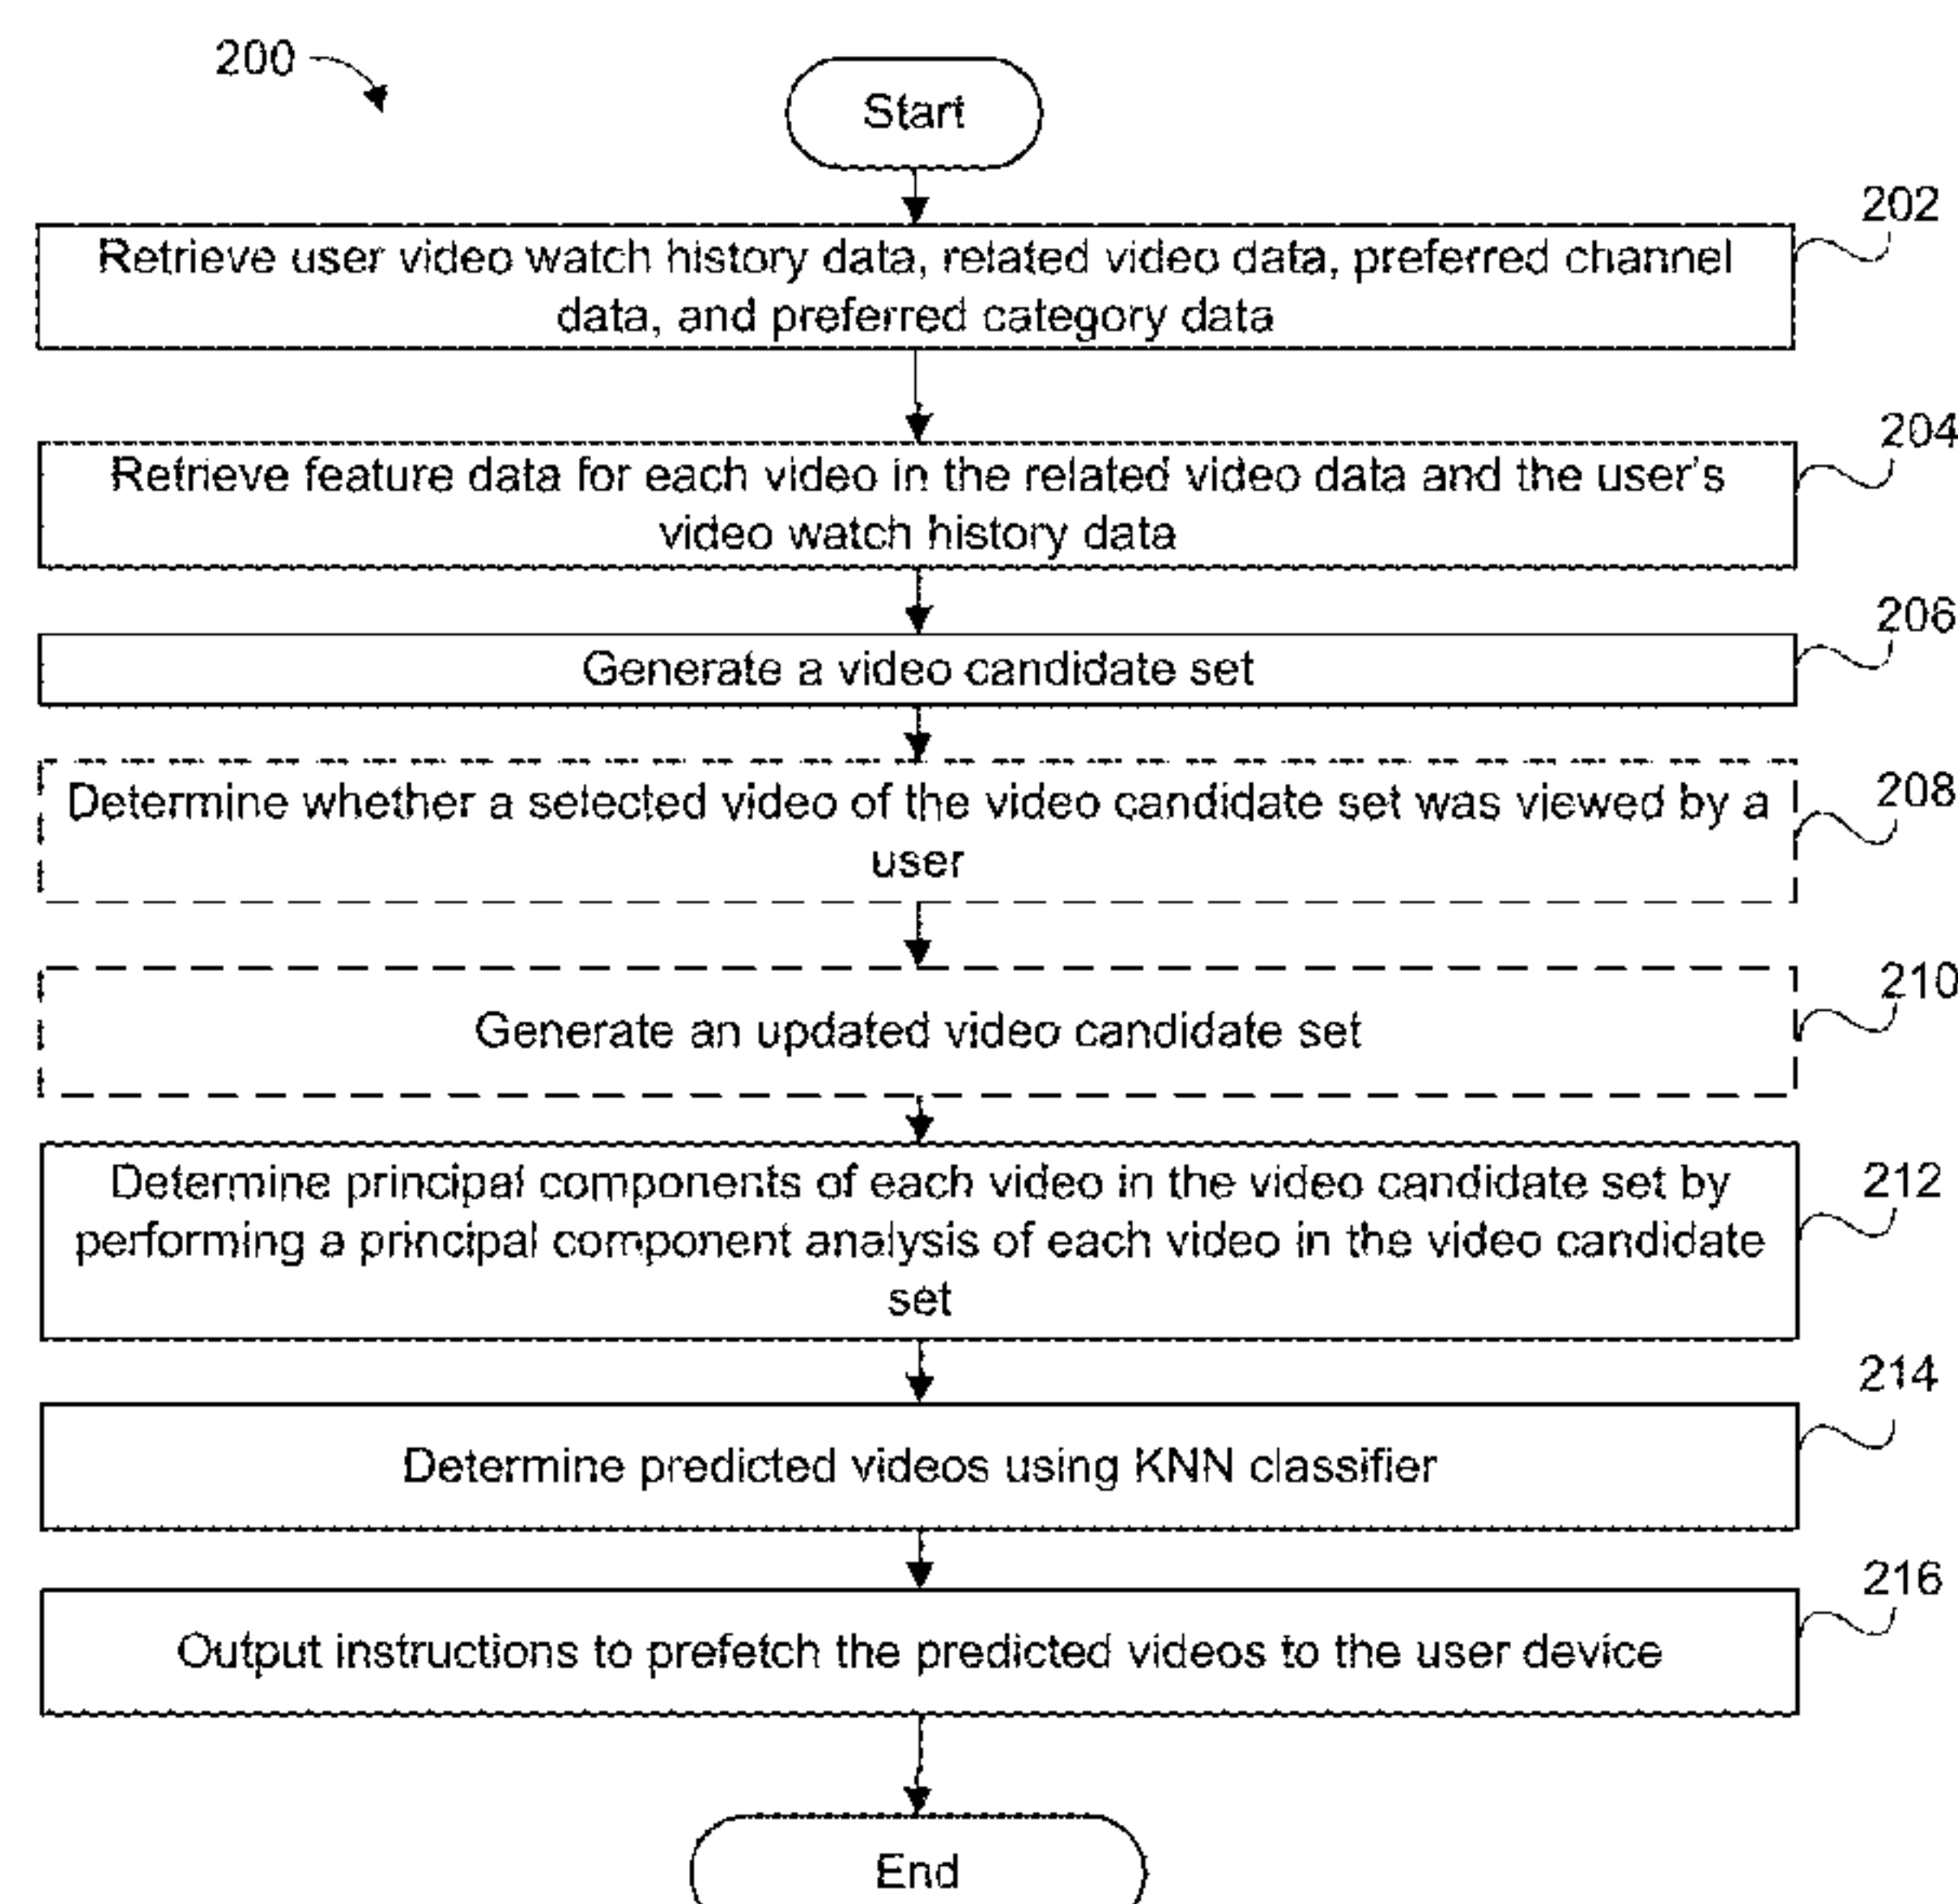 200
Start
202
Retrieve user video watch history data, related video data, preferred channel
data, and preferred category data
204
Retrieve feature data for each video in the related video data and the user's
video watch history data
206
Generate a video candidate set
208
Determine whether a selected video of the video candidate set was viewed by a
user
210
Generate an updated video candidate set
212
Determine principal components of each video in the video candidate set by
performing a principal component analysis of each video in the video candidate
set
214
Determine predicted videos using KNN classifier
216
Output instructions to prefetch the predicted videos to the user device
End